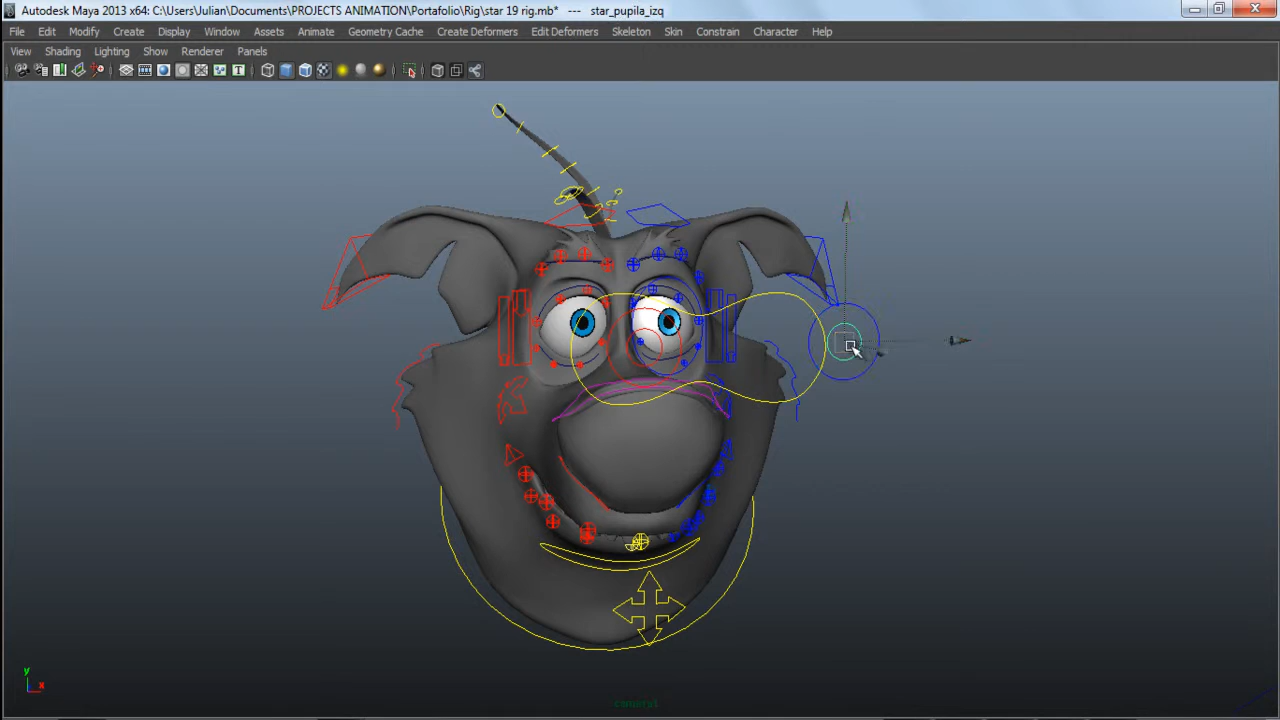 Autodesk Maya 2013 x64: C:\Users\Julian\Documents\PROJECTS ANIMATION\Portafolio\Rig\star 19 rig.mb* --- star_pupila_izq
File Edit Modify Create Display Window Assets Animate Geometry Cache Create Deformers Edit Deformers Skeleton Skin Constrain Character Help
View Shading Lighting Show Renderer Panels
y
x